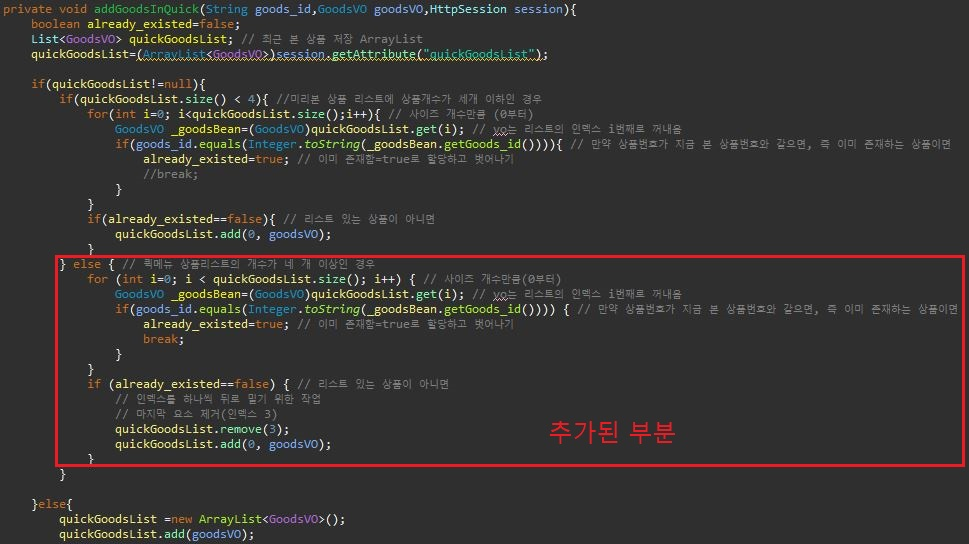 private void addGoodsInQuick(String goods_id,GoodsVO goodsVO,HttpSession session){
boolean already_existed=false;
List<GoodsVO> quickGoodsList; // 최근 본 상품 저장 ArrayList
quickGoodsList=(ArrayList<GoodsVO>)session.getAttribute("quickGoodsList");
if(quickGoodsList!=null){
if(quickGoodsList.size() < 4){ //미리본 상품 리스트에 상품개수가 세개 이하인 경우
for(int i=0; i<quickGoodsList.size();i++){ // 사이즈 개수만큼 (0부터)
GoodsVO _goodsBean=(GoodsVO)quickGoodsList.get(i); // vo는 리스트의 인덱스 i번째로 꺼내옴
if(goods_id.equals(Integer.toString(_goodsBean.getGoods_id()))){ // 만약 상품번호가 지금 본 상품번호와 같으면, 즉 이미 존재하는 상품이면
already_existed=true; // 이미 존재함=true로 할당하고 벗어나기
//break;
}
}
if(already_existed==false){ // 리스트 있는 상품이 아니면
quickGoodsList.add(0, goodsVO);
}
} else { // 퀵메뉴 상품리스트의 개수가 네 개 이상인 경우
for (int i=0; i < quickGoodsList.size(); i++) { // 사이즈 개수만큼(0부터)
GoodsVO _goodsBean=(GoodsVO)quickGoodsList.get(i); // vo는 리스트의 인덱스 i번째로 꺼내옴
if(goods_id.equals(Integer.toString(_goodsBean.getGoods_id()))) { // 만약 상품번호가 지금 본 상품번호와 같으면, 즉 이미 존재하는 상품이면
already_existed=true; // 이미 존재함=true로 할당하고 벗어나기
break;
}
}
if (already_existed==false) { // 리스트 있는 상품이 아니면
// 인덱스를 하나씩 뒤로 밀기 위한 작업
// 마지막 요소 제거(인덱스 3)
quickGoodsList.remove(3);
quickGoodsList.add(0, goodsVO);
추가된 부분
}
}
}else{
quickGoodsList =new ArrayList<GoodsVO>();
quickGoodsList.add(goodsVO);